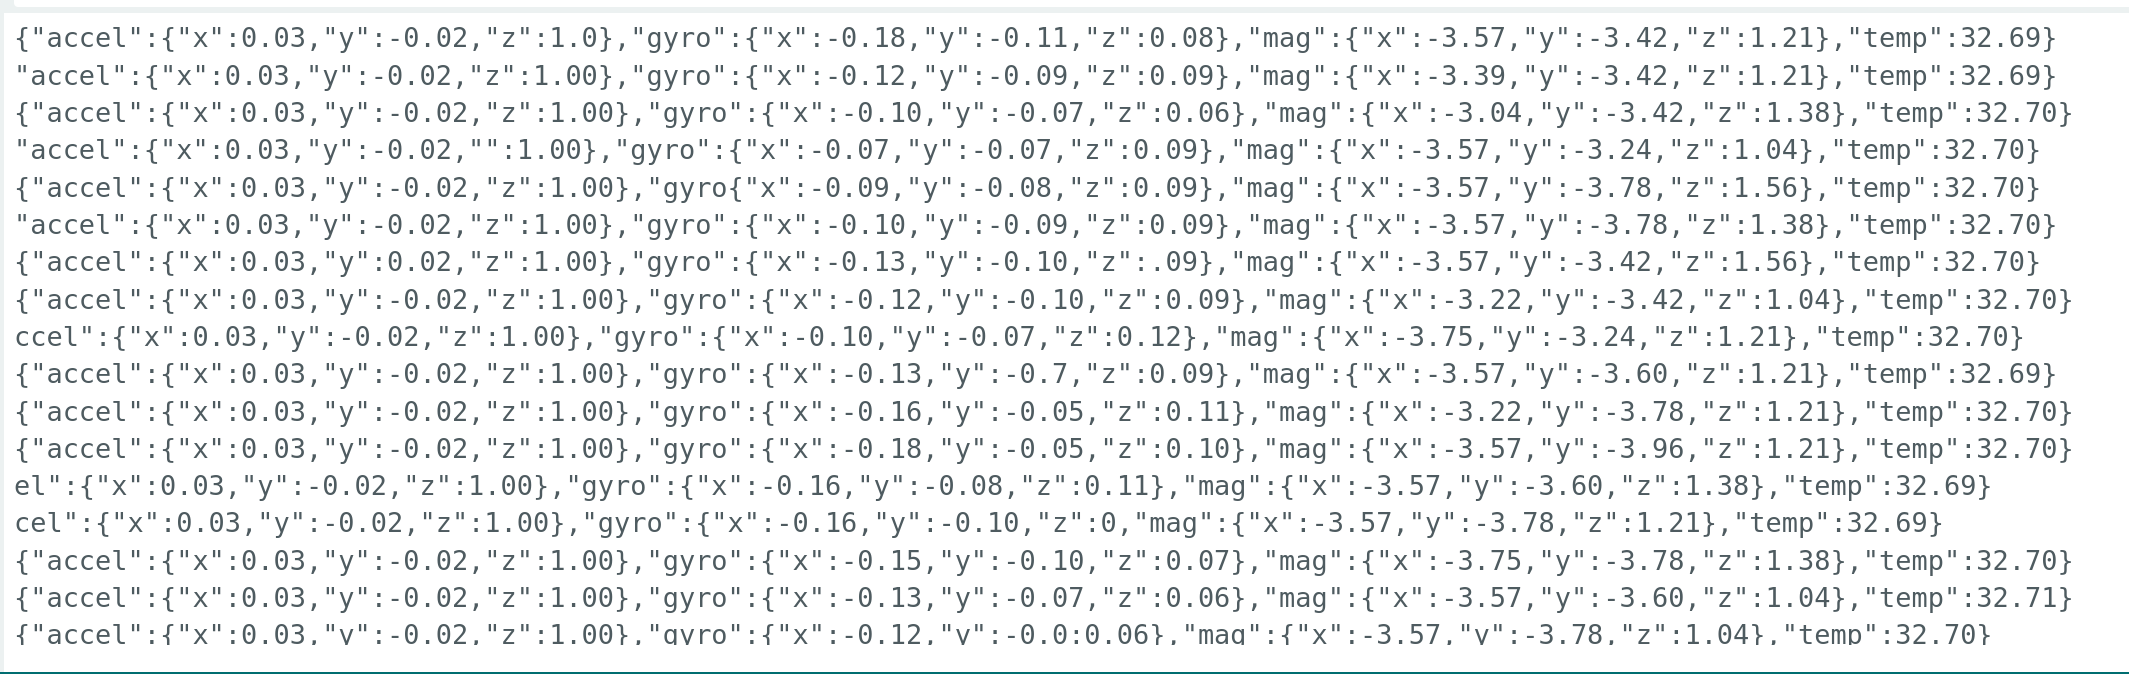 {"accel":{"x":0.03,"y":-0.02,"z":1.0},"gyro":{"x":-0.18,"y":-0.11,"z":0.08},"mag":{"x":-3.57,"y":-3.42,"z":1.21},"temp":32.69}
"accel":{"x":0.03,"y":-0.02,"z":1.00},"gyro":{"x":-0.12,"y":-0.09,"z":0.09},"mag":{"x":-3.39,"y":-3.42,"z":1.21},"temp":32.69}
{"accel":{"x":0.03,"y":-0.02,"z":1.00},"gyro":{"x":-0.10,"y":-0.07,"z":0.06},"mag":{"x":-3.04,"y":-3.42,"z":1.38},"temp":32.70}
"accel":{"x":0.03,"y":-0.02,"":1.00},"gyro":{"x":-0.07,"y":-0.07,"z":0.09},"mag":{"x":-3.57,"y":-3.24,"z":1.04},"temp":32.70}
{"accel":{"x":0.03,"y":-0.02,"z":1.00},"gyro{"x":-0.09,"y":-0.08,"z":0.09},"mag":{"x":-3.57,"y":-3.78,"z":1.56},"temp":32.70}
"accel":{"x":0.03,"y":-0.02,"z":1.00},"gyro":{"x":-0.10,"y":-0.09,"z":0.09},"mag":{"x":-3.57,"y":-3.78,"z":1.38},"temp":32.70}
{"accel":{"x":0.03,"y":0.02,"z":1.00},"gyro":{"x":-0.13,"y":-0.10,"z":.09},"mag":{"x":-3.57,"y":-3.42,"z":1.56},"temp":32.70}
{"accel":{"x":0.03,"y":-0.02,"z":1.00},"gyro":{"x":-0.12,"y":-0.10,"z":0.09},"mag":{"x":-3.22,"y":-3.42,"z":1.04},"temp":32.70}
ccel":{"x":0.03,"y":-0.02,"z":1.00},"gyro":{"x":-0.10,"y":-0.07,"z":0.12},"mag":{"x":-3.75,"y":-3.24,"z":1.21},"temp":32.70}
{"accel":{"x":0.03,"y":-0.02,"z":1.00},"gyro":{"x":-0.13,"y":-0.7,"z":0.09},"mag":{"x":-3.57,"y":-3.60,"z":1.21},"temp":32.69}
{"accel":{"x":0.03,"y":-0.02,"z":1.00},"gyro":{"x":-0.16,"y":-0.05,"z":0.11},"mag":{"x":-3.22,"y":-3.78,"z":1.21},"temp":32.70}
{"accel":{"x":0.03,"y":-0.02,"z":1.00},"gyro":{"x":-0.18,"y":-0.05,"z":0.10},"mag":{"x":-3.57,"y":-3.96,"z":1.21},"temp":32.70}
el":{"x":0.03,"y":-0.02,"z":1.00},"gyro":{"x":-0.16,"y":-0.08,"z":0.11},"mag":{"x":-3.57,"y":-3.60,"z":1.38},"temp":32.69}
cel":{"x":0.03,"y":-0.02,"z":1.00},"gyro":{"x":-0.16,"y":-0.10,"z":0,"mag":{"x":-3.57,"y":-3.78,"z":1.21},"temp":32.69}
{"accel":{"x":0.03,"y":-0.02,"z":1.00},"gyro":{"x":-0.15,"y":-0.10,"z":0.07},"mag":{"x":-3.75,"y":-3.78,"z":1.38},"temp":32.70}
{"accel":{"x":0.03,"y":-0.02,"z":1.00},"gyro":{"x":-0.13,"y":-0.07,"z":0.06},"mag":{"x":-3.57,"y":-3.60,"z":1.04},"temp":32.71}
{"accel":{"x":0.03,"y":-0.02,"z":1.00},"gyro":{"x":-0.12,"y":-0.0:0.06},"mag":{"x":-3.57,"y":-3.78,"z":1.04},"temp":32.70}